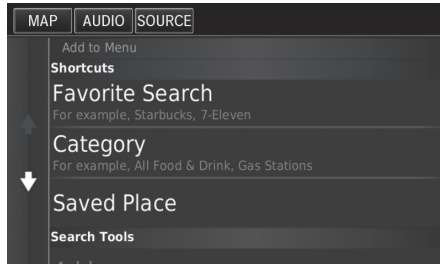 MAP AUDIO SOURCE
Add to Menu
Shortcuts
Favorite Search
For example, Starbucks, 7-Eleven
Category
For example, All Food & Drink, Gas Stations
Saved Place
Search Tools